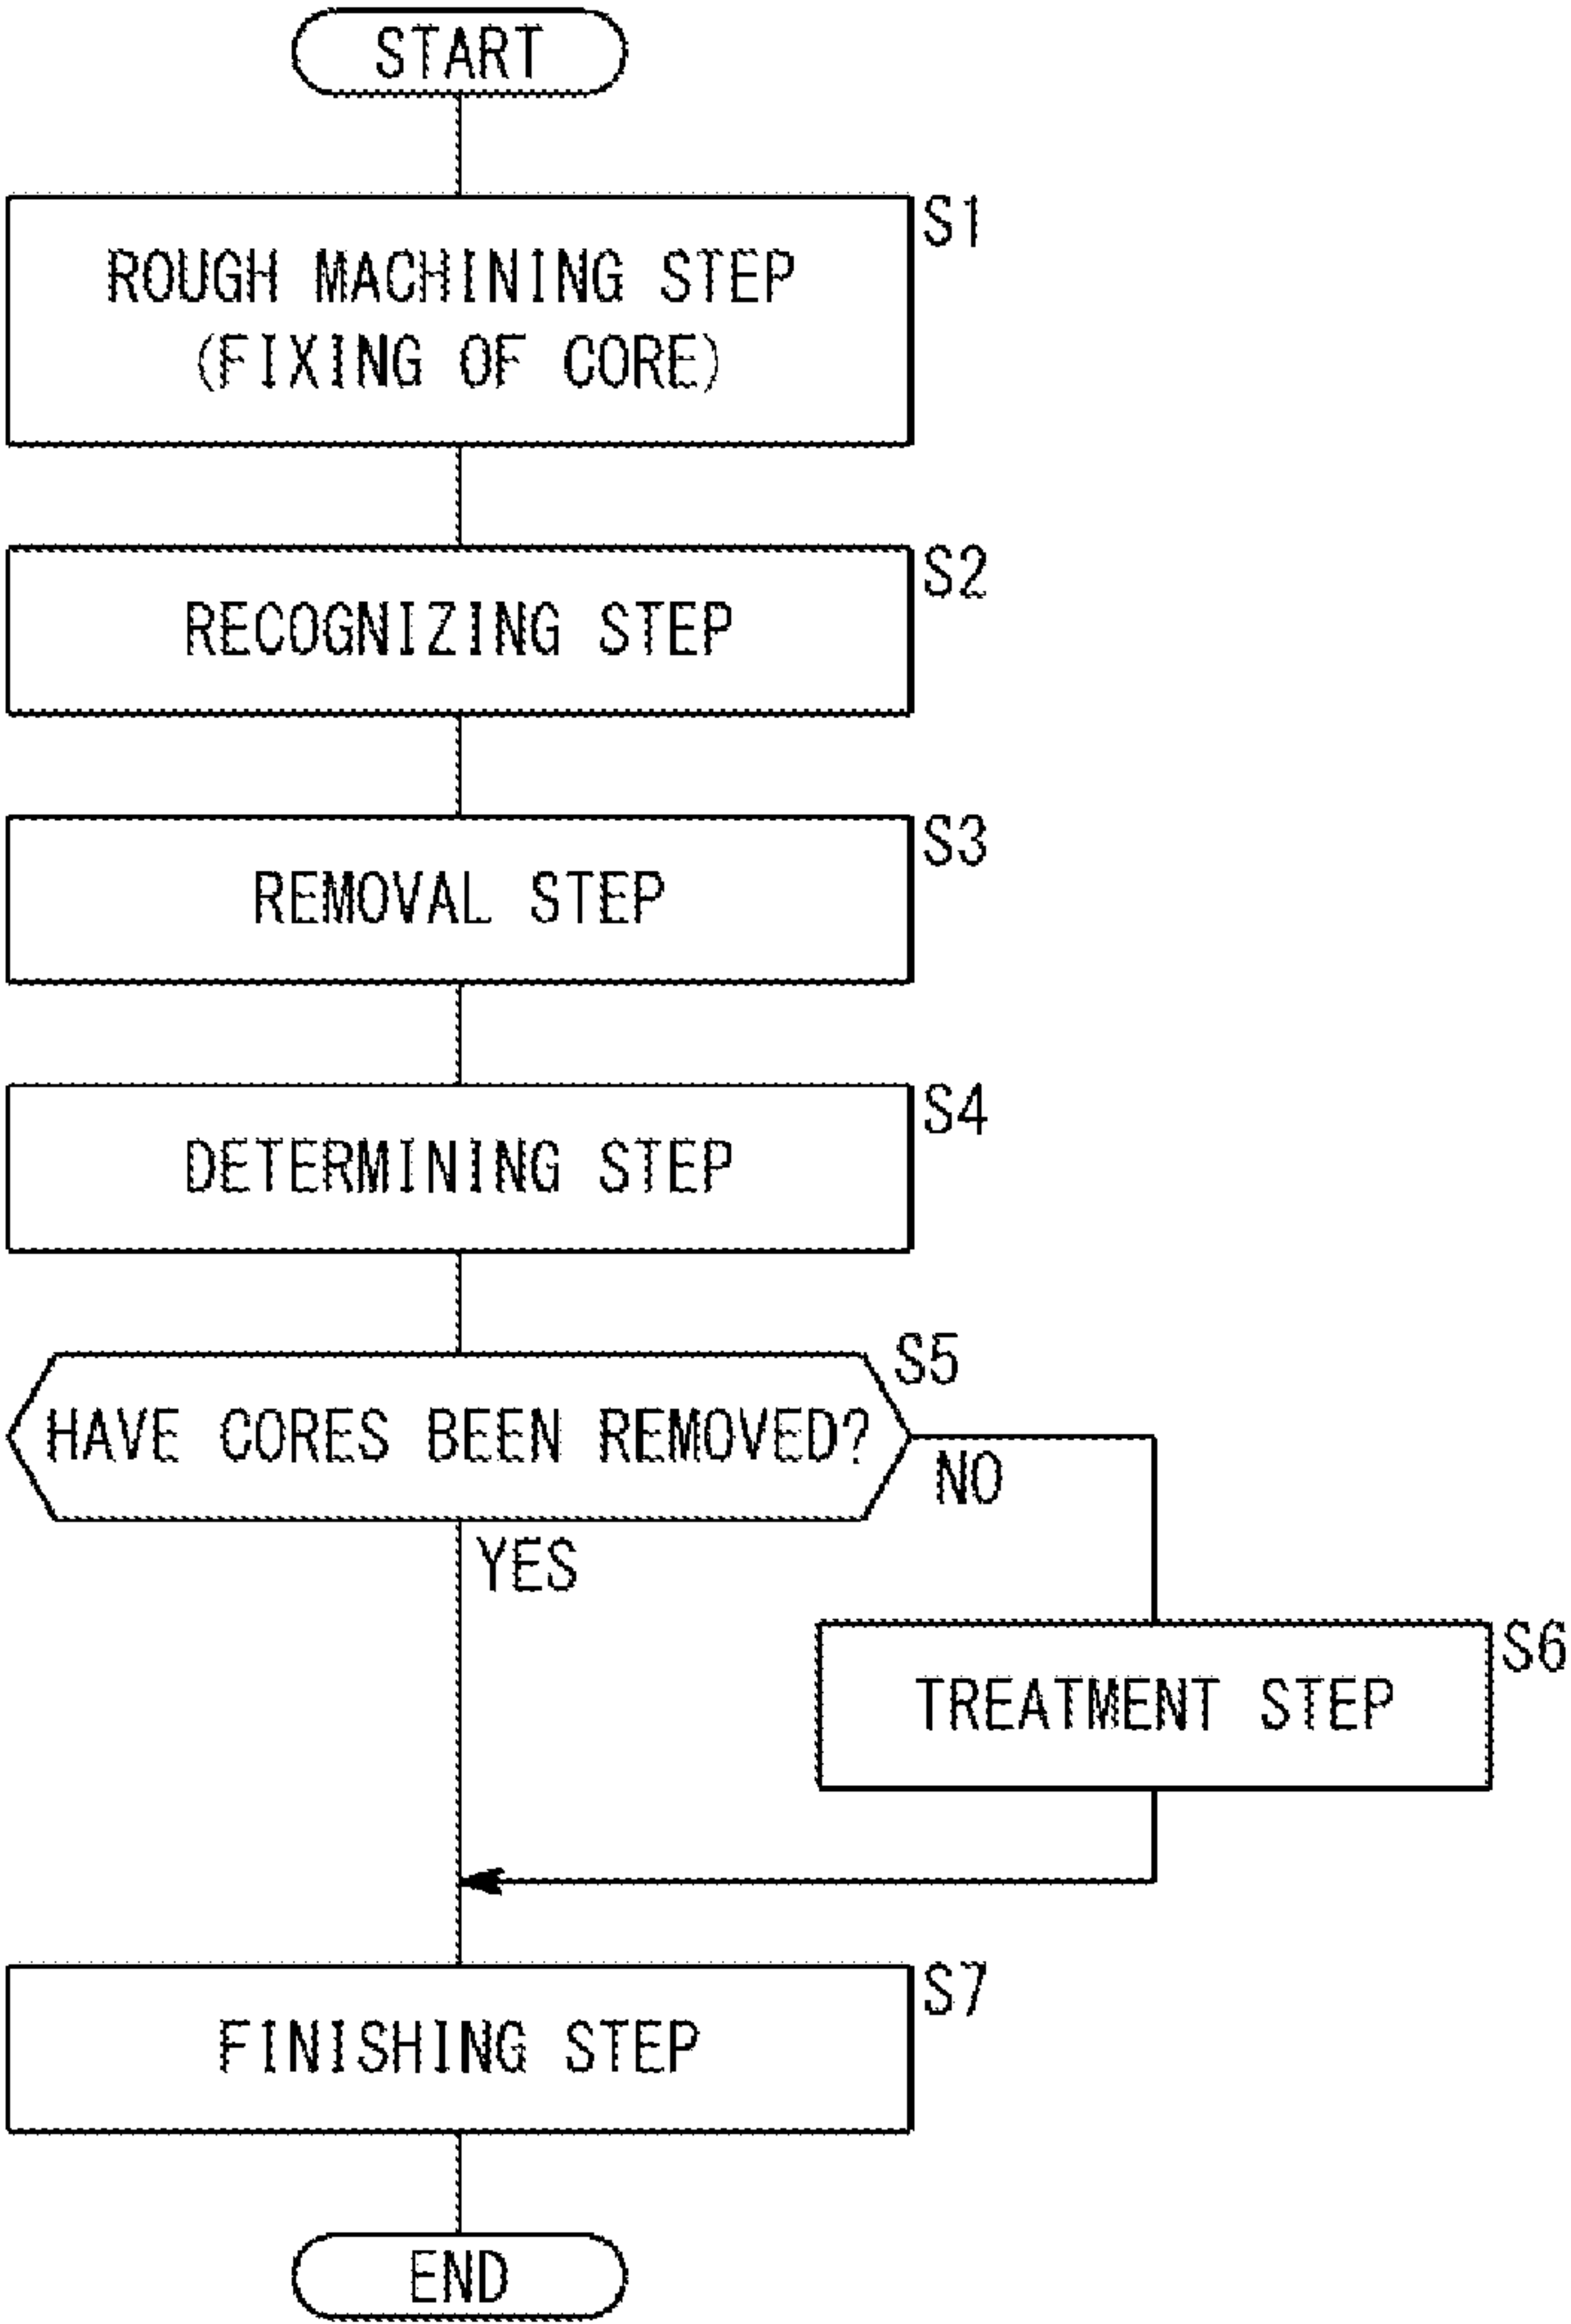 START
S1
ROUGH MACHINING STEP
(FIXING OF CORE)
S2
RECOGNIZING STEP
S3
REMOVAL STEP
S4
DETERMINING STEP
S5
HAVE CORES BEEN REMOVED?
NO
YES
S6
TREATMENT STEP
S7
FINISHING STEP
END